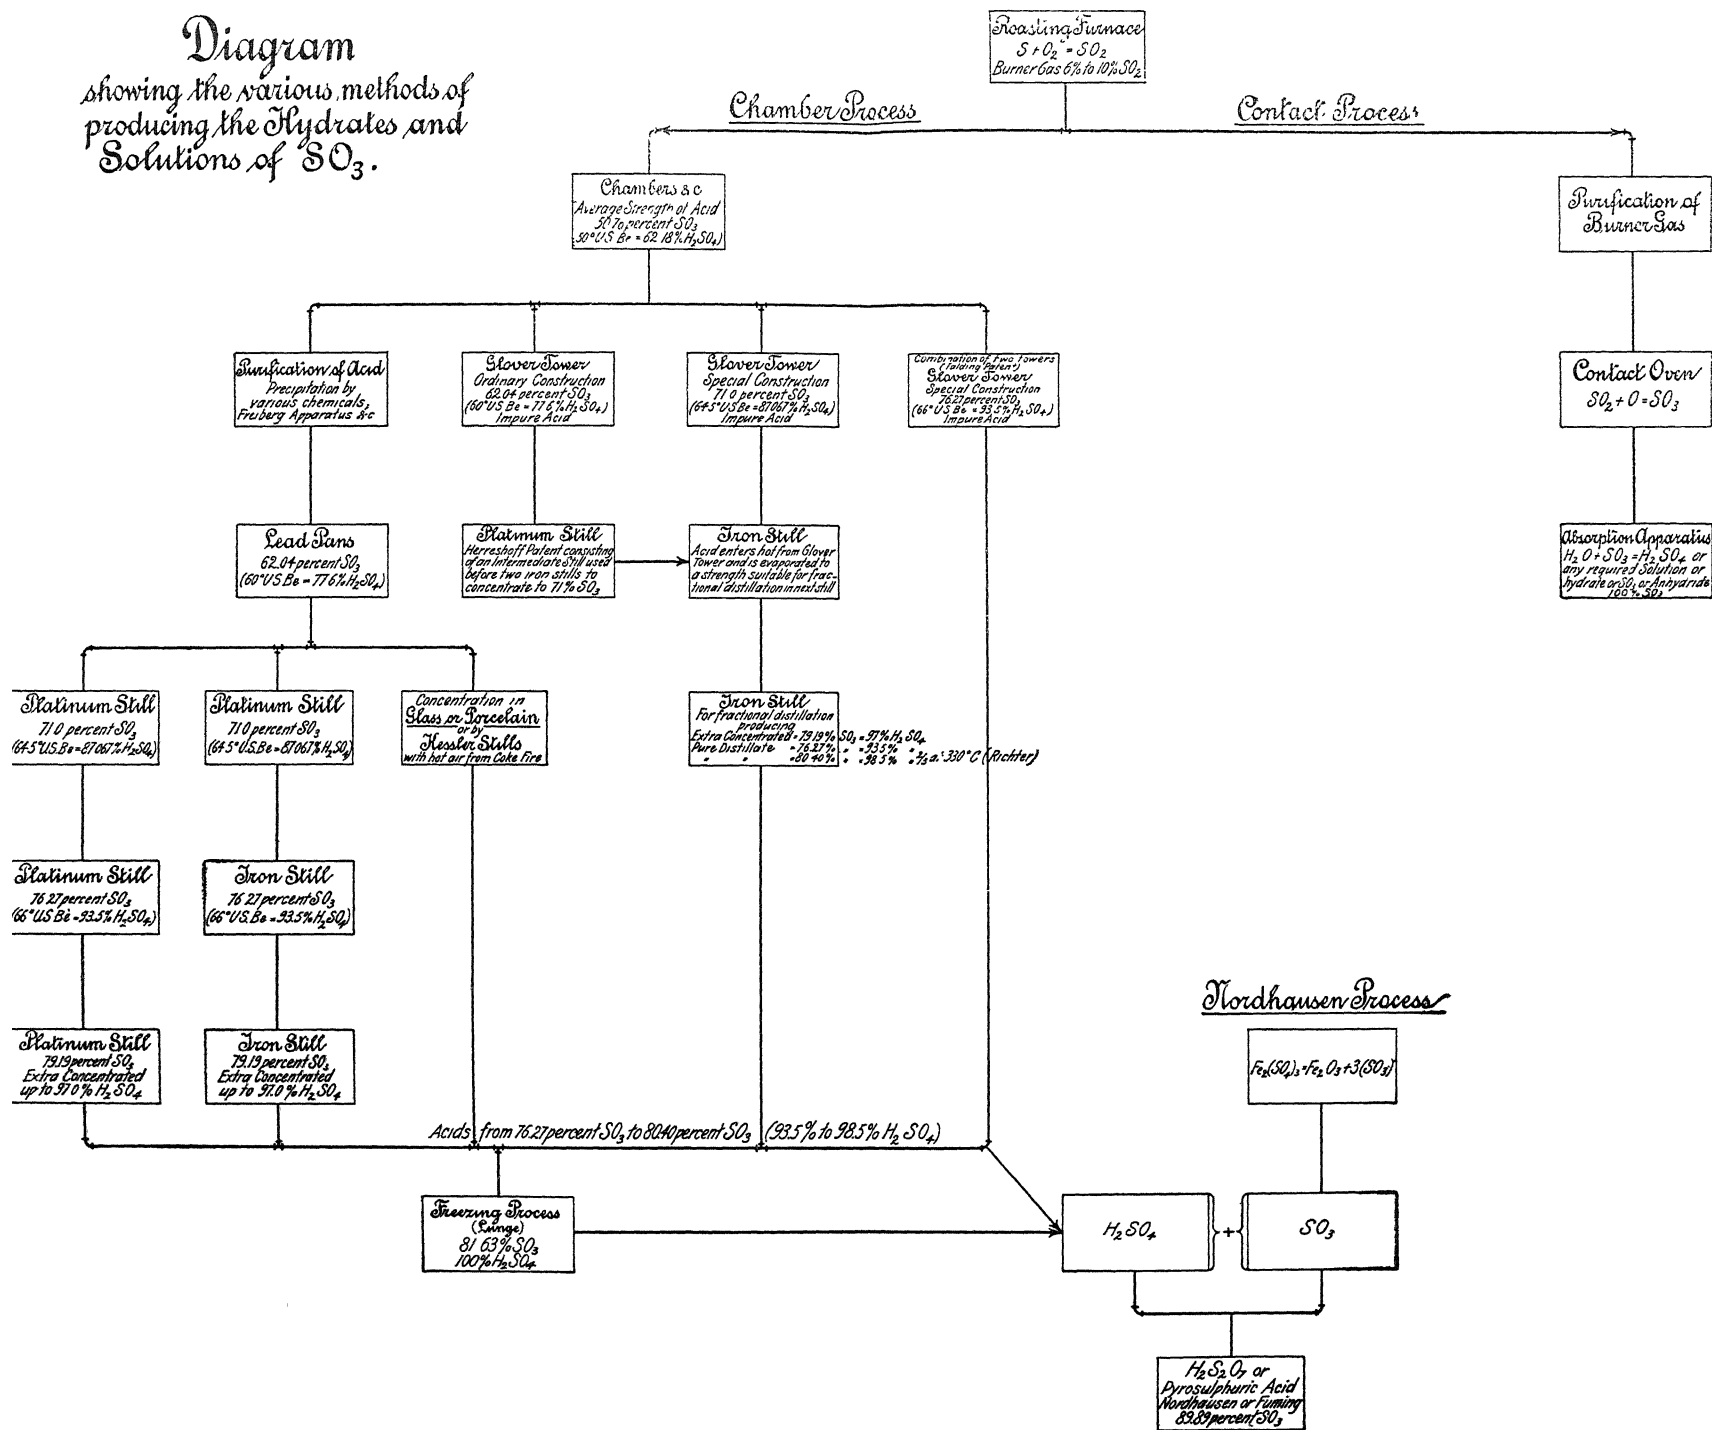 Diagram
showing the various methods of
producing the Hydrates and
Solutions of SO₃.
Roasting Furnace
S + O₂ = SO₂
Burner Gas 6% to 10% SO₂
Chamber Process
Contact Process
Chambers &c
Average Strength of Acid
50.76 percent SO₃
50° U.S. Be = 62.18% H₂SO₄)
Purification of
Burner Gas
Purification of Acid
Precipitation by
various chemicals,
Freiberg Apparatus &c
Glover Tower
Ordinary Construction
62.04 percent SO₃
(60° U.S. Be = 77.6% H₂SO₄)
Impure Acid
Glover Tower
Special Construction
71.0 percent SO₃
(64.5° U.S. Be = 87.067% H₂SO₄)
Impure Acid
Combination of two towers
(Falding Patent)
Glover Tower
Special Construction
76.27 percent SO₃
(66° U.S. Be = 93.5% H₂SO₄)
Impure Acid
Contact Oven
SO₂ + O = SO₃
Lead Pans
62.04 percent SO₃
(60° U.S. Be = 77.6% H₂SO₄)
Platinum Still
Herreshoff Patent consisting
of an Intermediate Still used
before two iron stills to
concentrate to 71% SO₃
Iron Still
Acid enters hot from Glover
Tower and is evaporated to
a strength suitable for frac-
tional distillation in next still
Absorption Apparatus
H₂O + SO₃ = H₂SO₄ or
any required Solution or
hydrate or SO₃ or Anhydride
100% SO₃
Platinum Still
71.0 percent SO₃
(64.5° U.S. Be = 87.067% H₂SO₄)
Platinum Still
71.0 percent SO₃
(64.5° U.S. Be = 87.067% H₂SO₄)
Concentration in
Glass or Porcelain
or by
Kessler Stills
with hot air from Coke Fire
Iron Still
For fractional distillation
producing
Extra Concentrated = 79.19% SO₃ = 97% H₂SO₄
Pure Distillate = 76.27% " = 93.5% "
" " = 80.40% " = 98.5% " 330° C (Richter)
Platinum Still
76.27 percent SO₃
(66° U.S. Be = 93.5% H₂SO₄)
Iron Still
76.27 percent SO₃
(66° U.S. Be = 93.5% H₂SO₄)
Nordhausen Process
Platinum Still
79.19 percent SO₃
Extra Concentrated
up to 97.0% H₂SO₄
Iron Still
79.19 percent SO₃
Extra Concentrated
up to 97.0% H₂SO₄
Fe₂(SO₄)₃ = Fe₂O₃ + 3(SO₃)
Acids from 76.27 percent SO₃ to 80.40 percent SO₃ (93.5% to 98.5% H₂SO₄)
Freezing Process
(Lunge)
81.63% SO₃
100% H₂SO₄
H₂SO₄ } + { SO₃
H₂S₂O₇ or
Pyrosulphuric Acid
Nordhausen or Fuming
89.89 percent SO₃